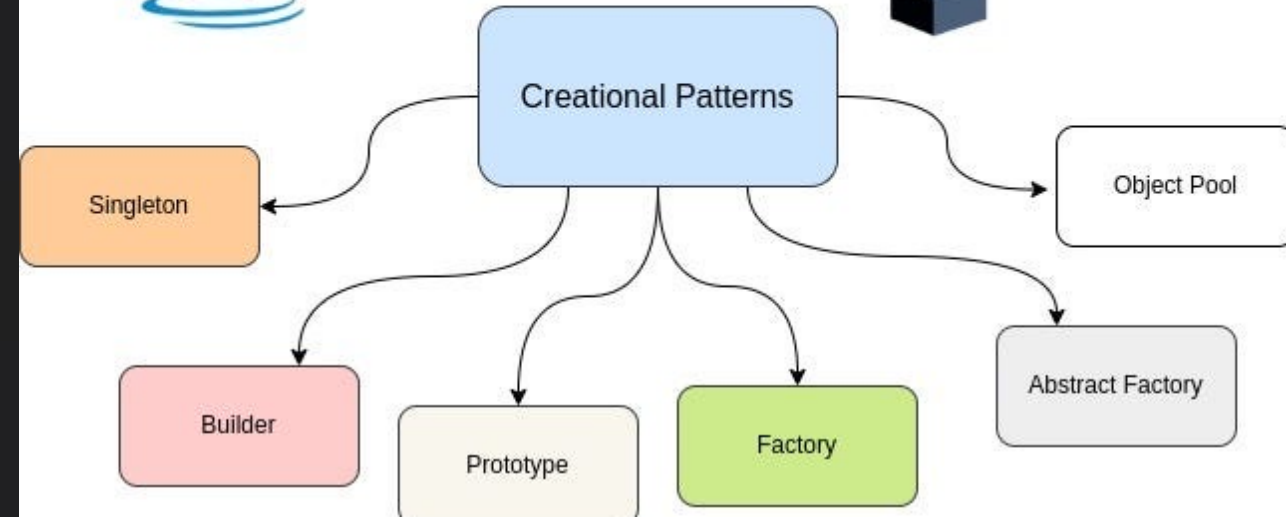 Creational Patterns
Object Pool
Singleton
Abstract Factory
Builder
Factory
Prototype